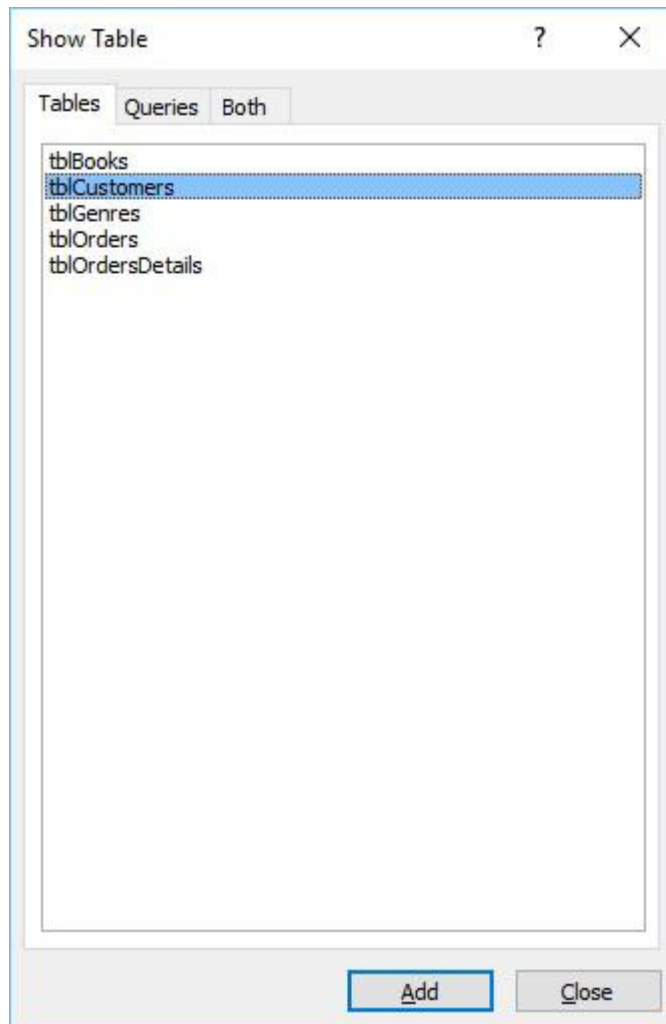 Show Table ?
Tables Queries Both
tblBooks
tblCustomers
tblGenres
tblOrders
tblOrdersDetails
Add Close